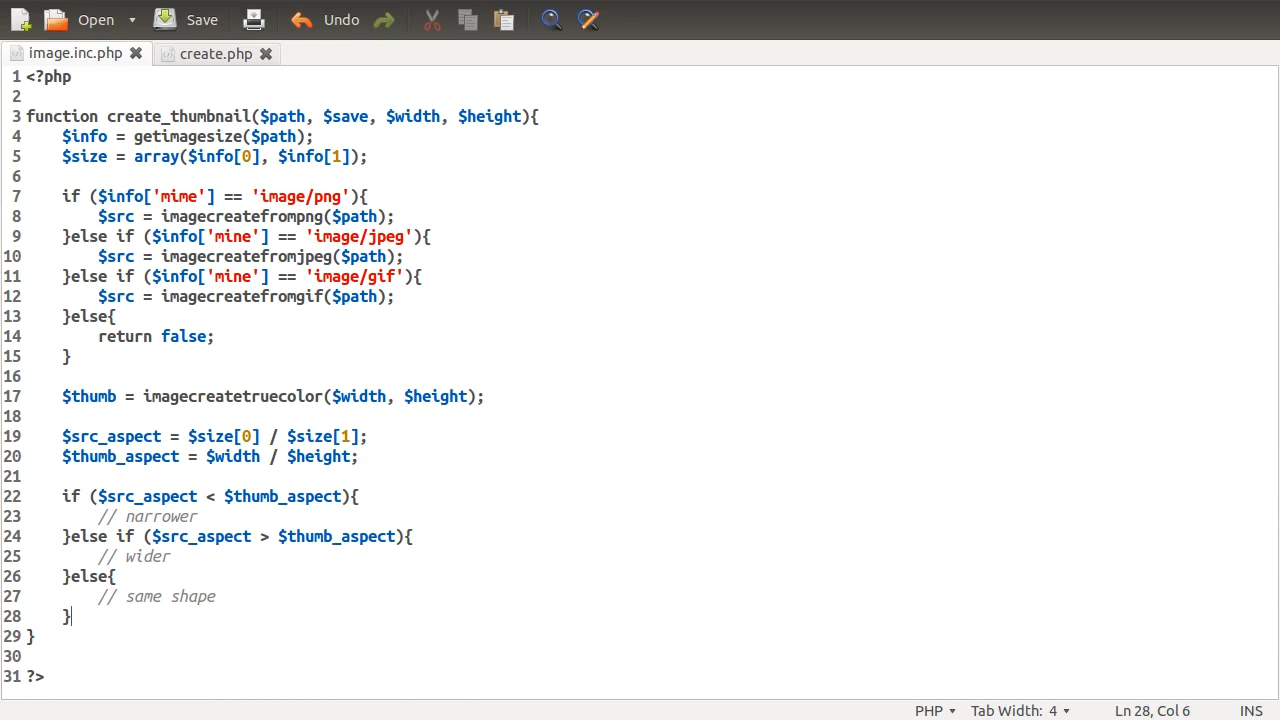 Open Save Undo
image.inc.php create.php
1 <?php
2
3 function create_thumbnail($path, $save, $width, $height){
4     $info = getimagesize($path);
5     $size = array($info[0], $info[1]);
6
7     if ($info['mime'] == 'image/png'){
8         $src = imagecreatefrompng($path);
9     }else if ($info['mine'] == 'image/jpeg'){
10         $src = imagecreatefromjpeg($path);
11     }else if ($info['mine'] == 'image/gif'){
12         $src = imagecreatefromgif($path);
13     }else{
14         return false;
15     }
16
17     $thumb = imagecreatetruecolor($width, $height);
18
19     $src_aspect = $size[0] / $size[1];
20     $thumb_aspect = $width / $height;
21
22     if ($src_aspect < $thumb_aspect){
23         // narrower
24     }else if ($src_aspect > $thumb_aspect){
25         // wider
26     }else{
27         // same shape
28     }
29 }
30
31 ?>
PHP Tab Width: 4 Ln 28, Col 6 INS